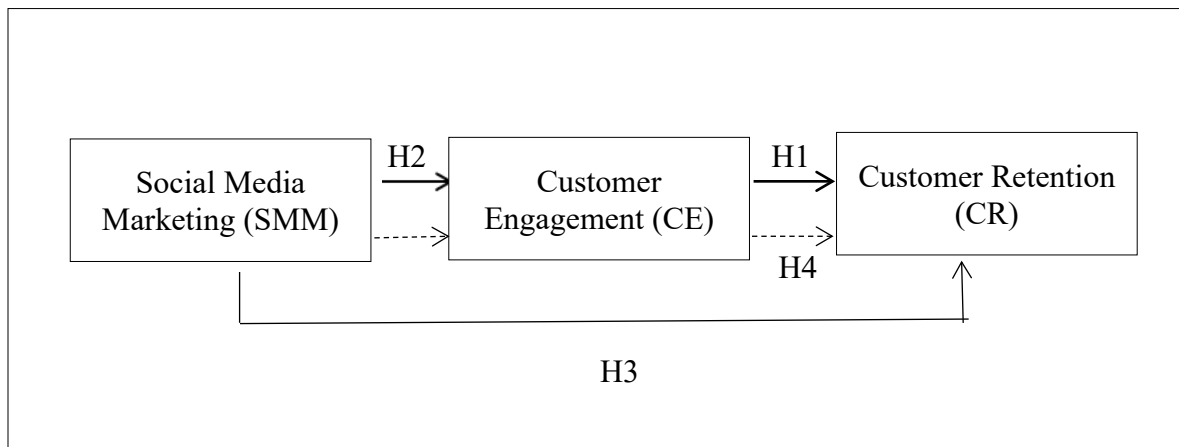 H2
H1
Social Media
Marketing (SMM)
Customer
Engagement (CE)
Customer Retention
(CR)
H4
H3